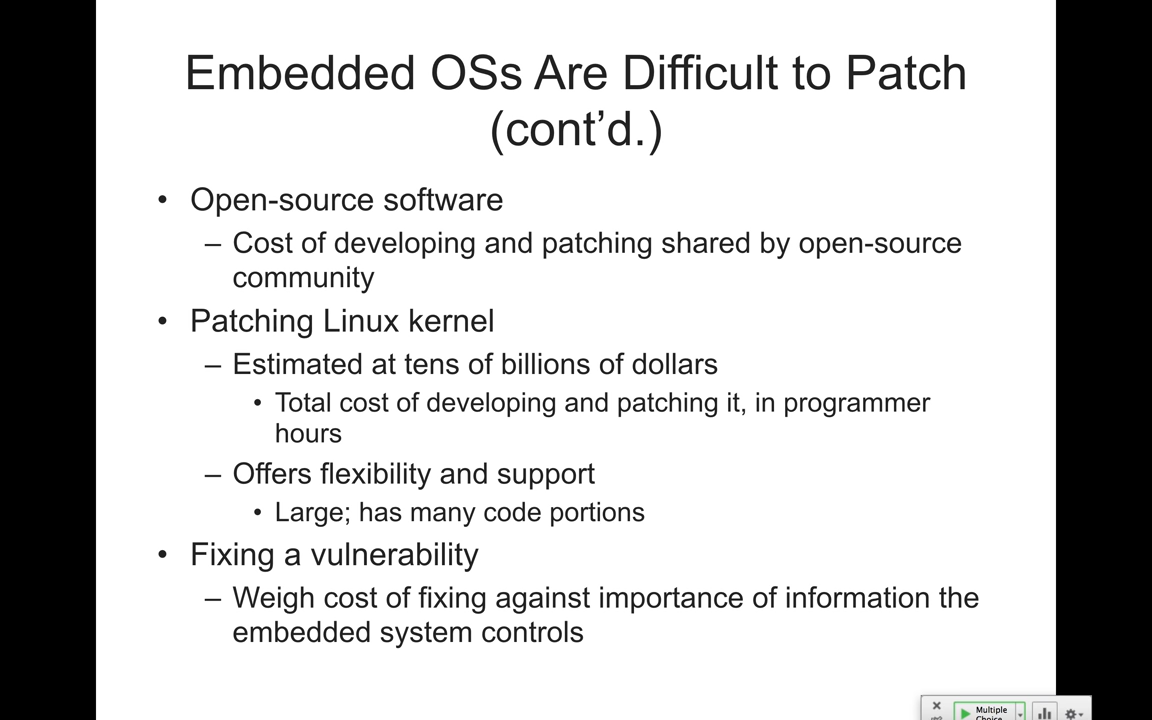 Embedded OSs Are Difficult to Patch
(cont’d.)
• Open-source software
– Cost of developing and patching shared by open-source
community
• Patching Linux kernel
– Estimated at tens of billions of dollars
• Total cost of developing and patching it, in programmer
hours
– Offers flexibility and support
• Large; has many code portions
• Fixing a vulnerability
– Weigh cost of fixing against importance of information the
embedded system controls
Multiple
Choice